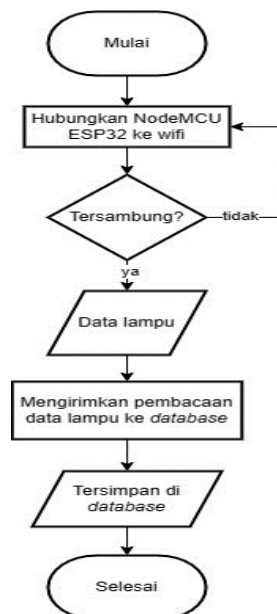 Mulai
Hubungkan NodeMCU
ESP32 ke wifi
Tersambung?
tidak
ya
Data lampu
Mengirimkan pembacaan
data lampu ke database
Tersimpan di
database
Selesai